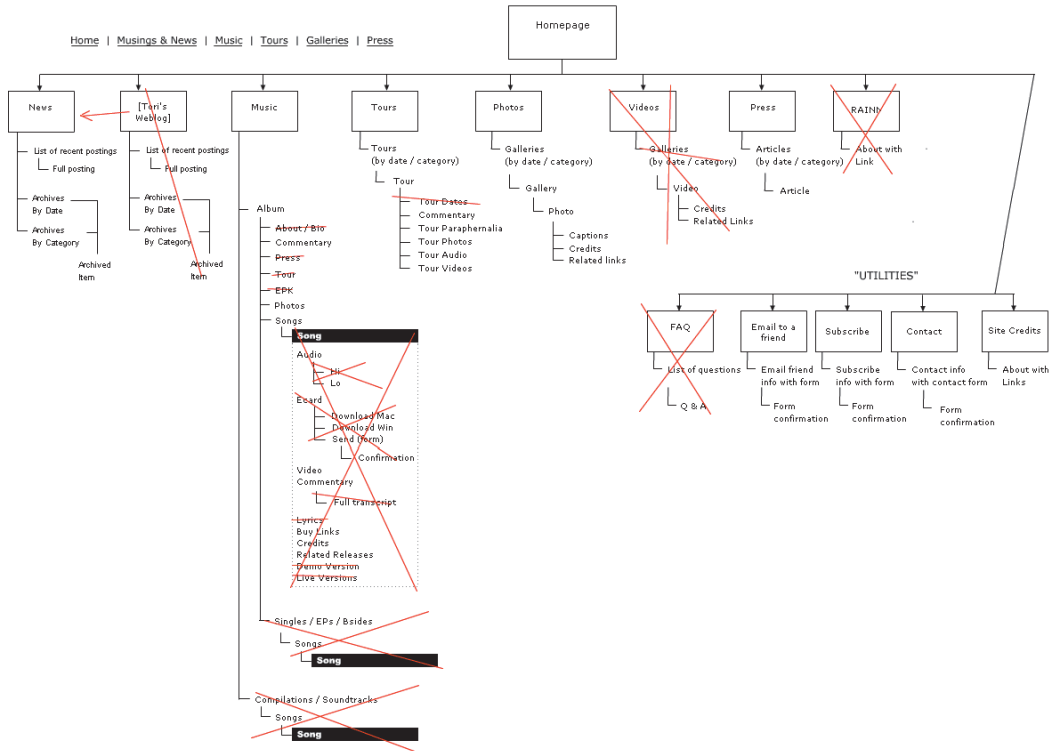 Homepage
Home | Musings & News | Music | Tours | Galleries | Press
News
[Tori's
Weblog]
Music
Tours
Photos
Videos
Press
RAINN
List of recent postings
Full posting
Archives
By Date
Archives
By Category
Archived
Item
List of recent postings
Full posting
Archives
By Date
Archives
By Category
Archived
Item
Album
About / Bio
Commentary
Press
Tour
EPK
Photos
Songs
Song
Audio
Hi
Lo
Ecard
Download Mac
Download Win
Send (form)
Confirmation
Video
Commentary
Full transcript
Lyrics
Buy Links
Credits
Related Releases
Demo Version
Live Versions
Singles / EPs / Bsides
Songs
Song
Compilations / Soundtracks
Songs
Song
Tours
(by date / category)
Tour
Tour Dates
Commentary
Tour Paraphernalia
Tour Photos
Tour Audio
Tour Videos
Galleries
(by date / category)
Gallery
Photo
Captions
Credits
Related links
Galleries
(by date / category)
Video
Credits
Related Links
Articles
(by date / category)
Article
About with
Link
"UTILITIES"
FAQ
Email to a
friend
Subscribe
Contact
Site Credits
List of questions
Q & A
Email friend
info with form
Form
confirmation
Subscribe
info with form
Form
confirmation
Contact info
with contact form
Form
confirmation
About with
Links